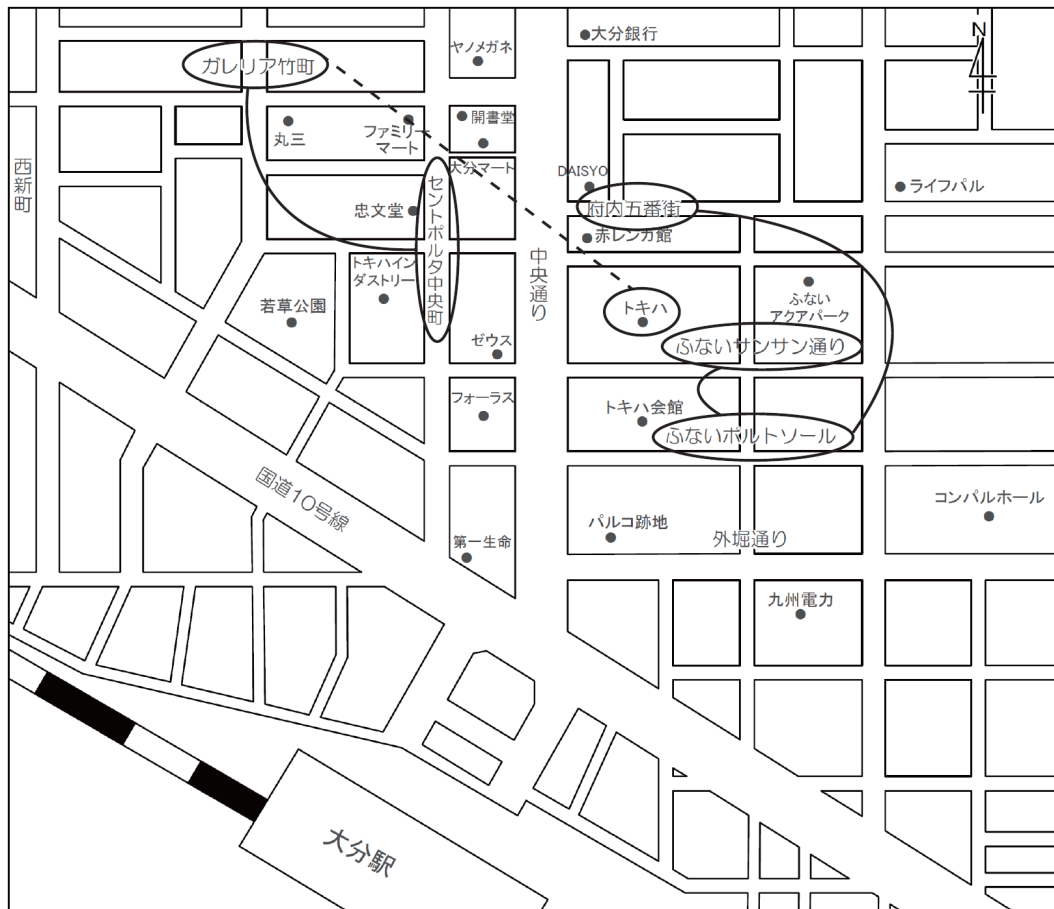 大分銀行
N
ヤノメガネ
ガレリア竹町
開書堂
丸三
ファミリー
マート
大分マート
西新町
DAISYO
ライフパル
セントポルタ中央町
忠文堂
府内五番街
赤レンガ館
中央通り
トキハイン
ダストリー
若草公園
トキハ
ふない
アクアパーク
ゼウス
ふないサンサン通り
フォーラス
トキハ会館
ふないポルトソール
国道10号線
コンパルホール
パルコ跡地
外堀通り
第一生命
九州電力
大分駅